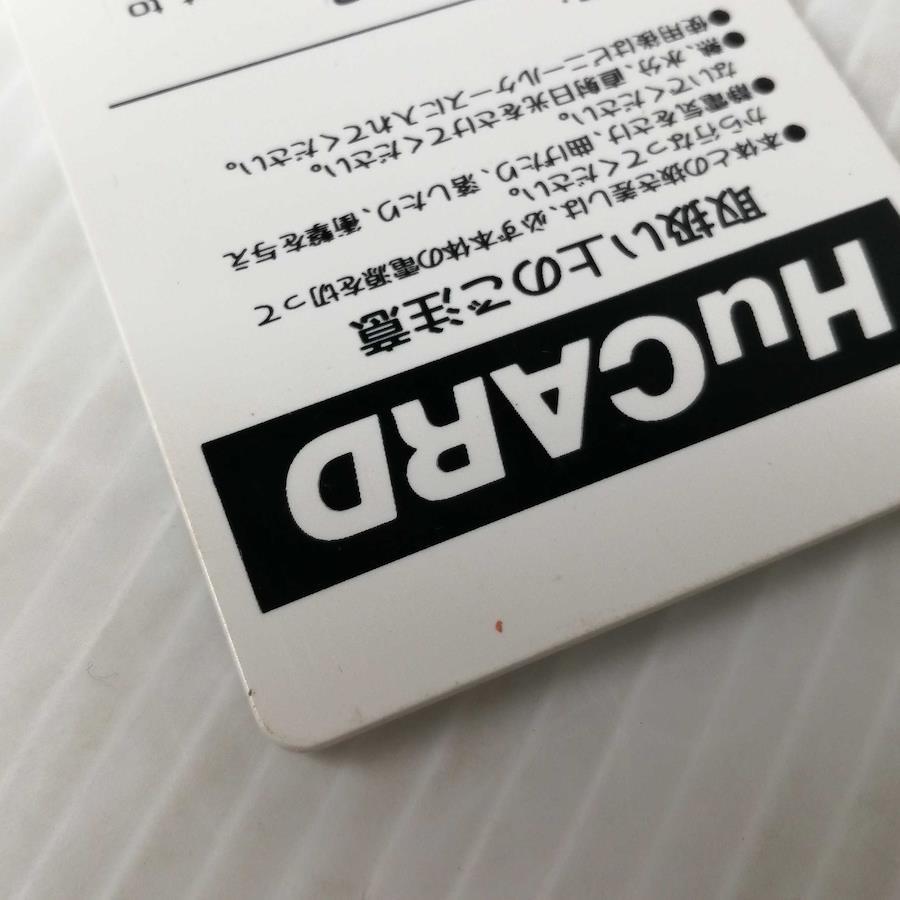 HuCARD
取扱い上のご注意
●本体との抜き差しは、必ず本体の電源を切って
から行なってください。
●静電気をさけ、曲げたり、落したり、衝撃を与え
ないでください。
●熱、水分、直射日光をさけてください。
●使用後はビニールケースに入れてください。